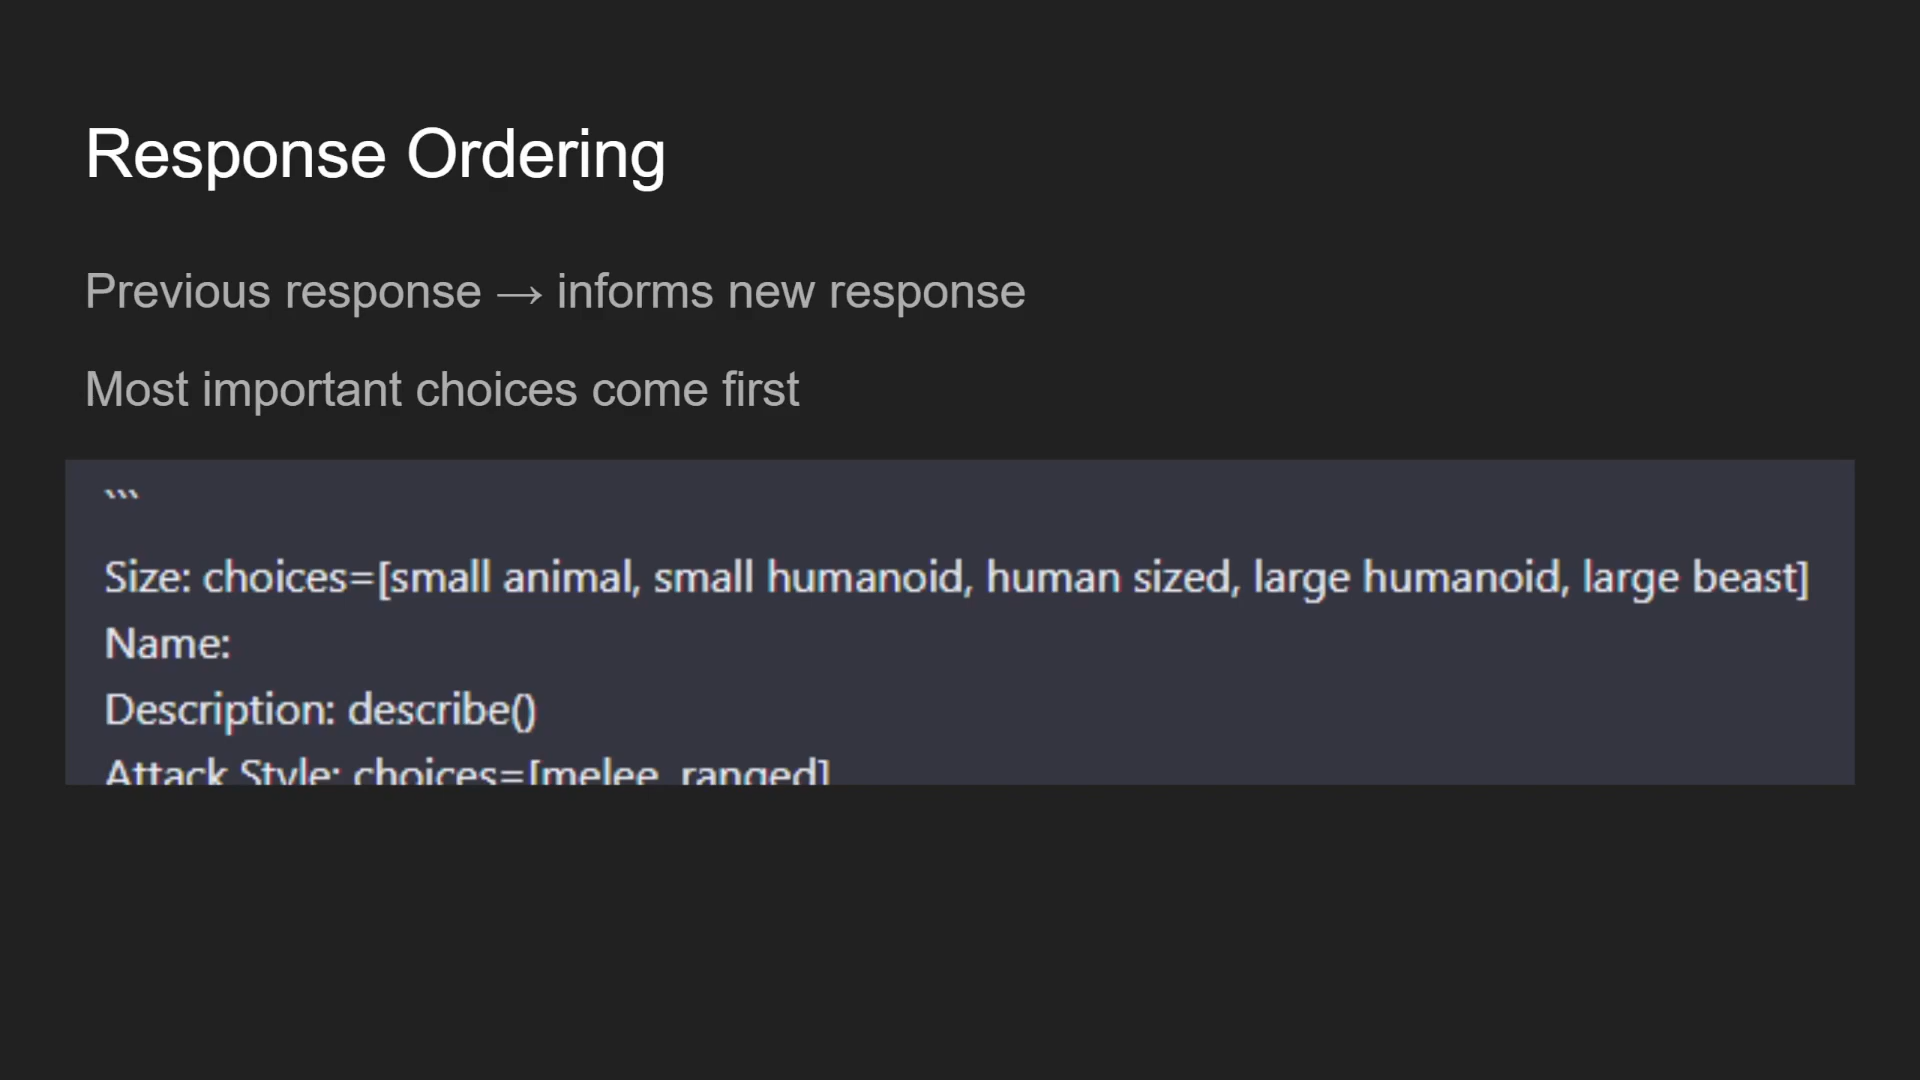 Response Ordering
Previous response → informs new response
Most important choices come first
```
Size: choices=[small animal, small humanoid, human sized, large humanoid, large beast]
Name:
Description: describe()
Attack Style: choices=[melee, ranged]